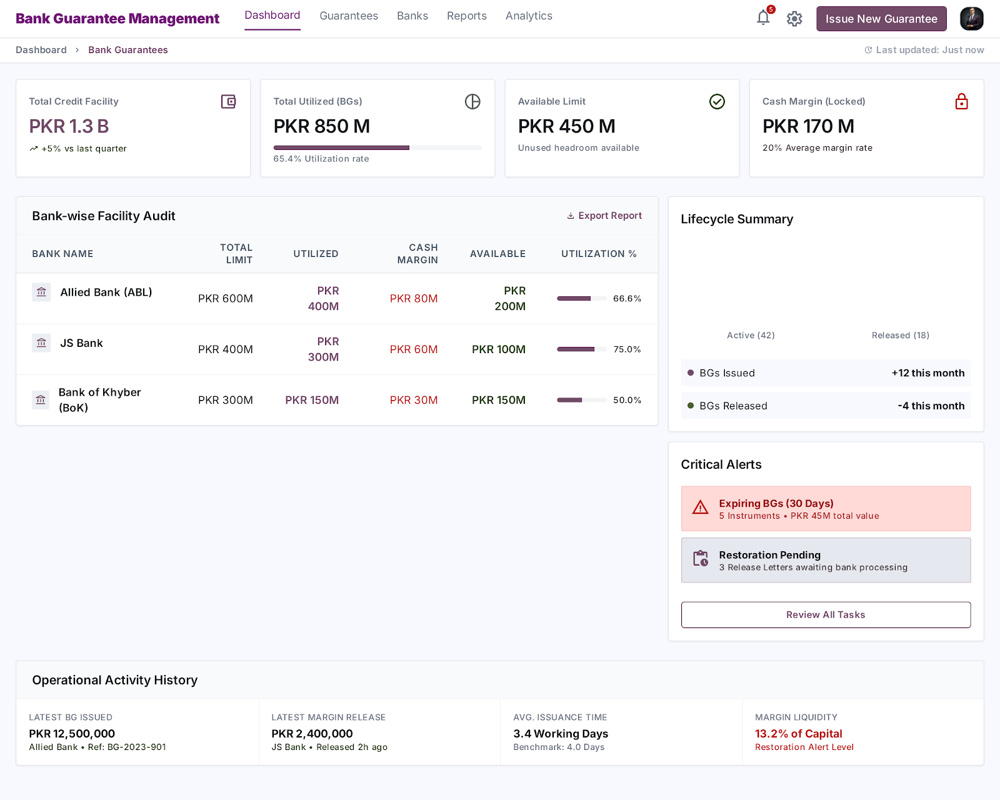 Bank Guarantee Management
Dashboard
Guarantees
Banks
Reports
Analytics
5
Issue New Guarantee
Dashboard › Bank Guarantees
Last updated: Just now
Total Credit Facility
PKR 1.3 B
+5% vs last quarter
Total Utilized (BGs)
PKR 850 M
65.4% Utilization rate
Available Limit
PKR 450 M
Unused headroom available
Cash Margin (Locked)
PKR 170 M
20% Average margin rate
Bank-wise Facility Audit
Export Report
BANK NAME
TOTAL
LIMIT
UTILIZED
CASH
MARGIN
AVAILABLE
UTILIZATION %
Allied Bank (ABL)
PKR 600M
PKR
400M
PKR 80M
PKR
200M
66.6%
JS Bank
PKR 400M
PKR
300M
PKR 60M
PKR 100M
75.0%
Bank of Khyber
(BoK)
PKR 300M
PKR 150M
PKR 30M
PKR 150M
50.0%
Lifecycle Summary
Active (42)
Released (18)
BGs Issued
+12 this month
BGs Released
-4 this month
Critical Alerts
Expiring BGs (30 Days)
5 Instruments • PKR 45M total value
Restoration Pending
3 Release Letters awaiting bank processing
Review All Tasks
Operational Activity History
LATEST BG ISSUED
PKR 12,500,000
Allied Bank • Ref: BG-2023-901
LATEST MARGIN RELEASE
PKR 2,400,000
JS Bank • Released 2h ago
AVG. ISSUANCE TIME
3.4 Working Days
Benchmark: 4.0 Days
MARGIN LIQUIDITY
13.2% of Capital
Restoration Alert Level